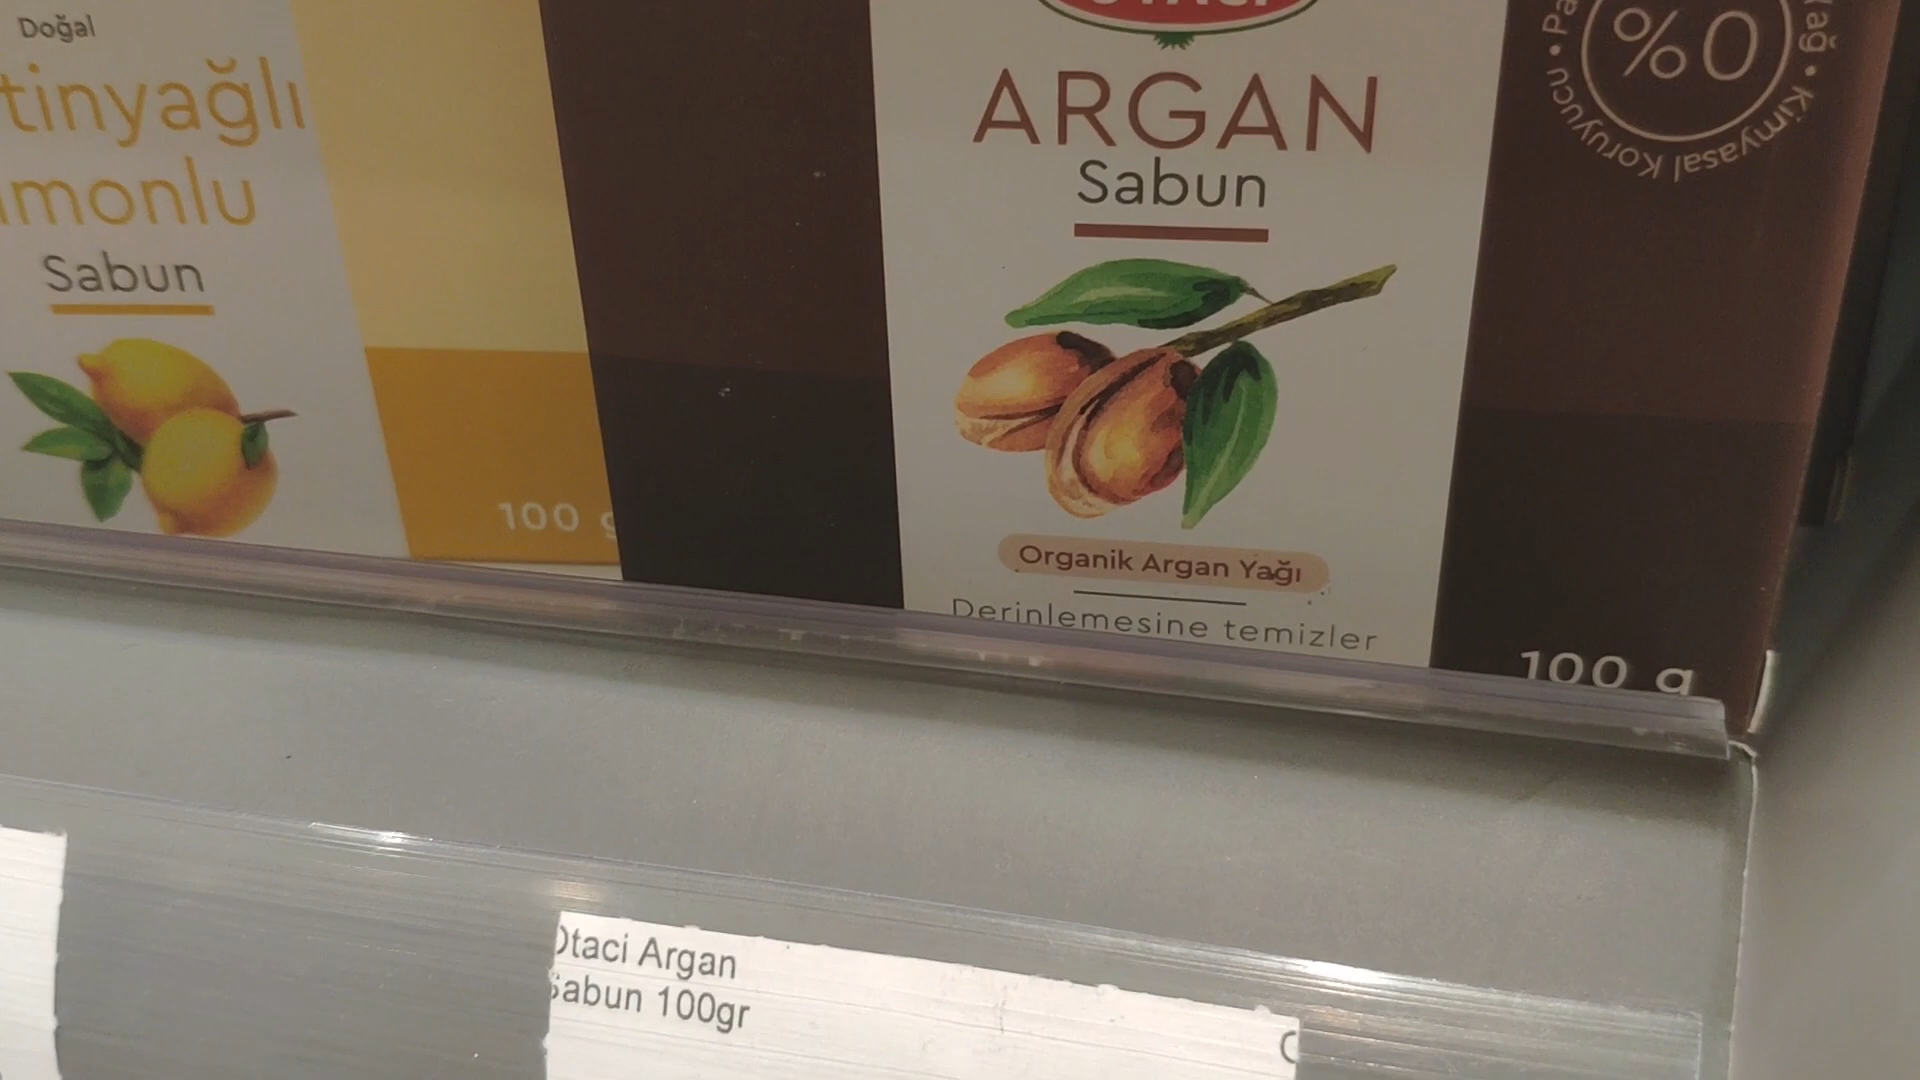 Doğal
tinyağlı
monlu
Sabun
100 g
ARGAN
Sabun
Organik Argan Yağı
Derinlemesine temizler
%0
Kimyasal Koruyucu
100 g
Otaci Argan
Sabun 100gr